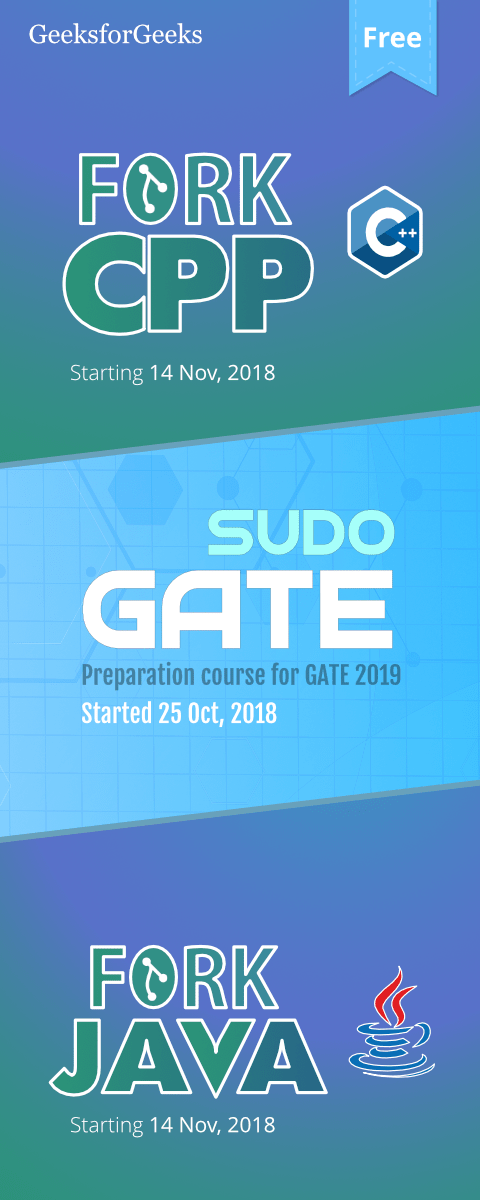 GeeksforGeeks
Free
FORK
CPP
C++
Starting 14 Nov, 2018
SUDO
GATE
Preparation course for GATE 2019
Started 25 Oct, 2018
FORK
JAVA
Starting 14 Nov, 2018